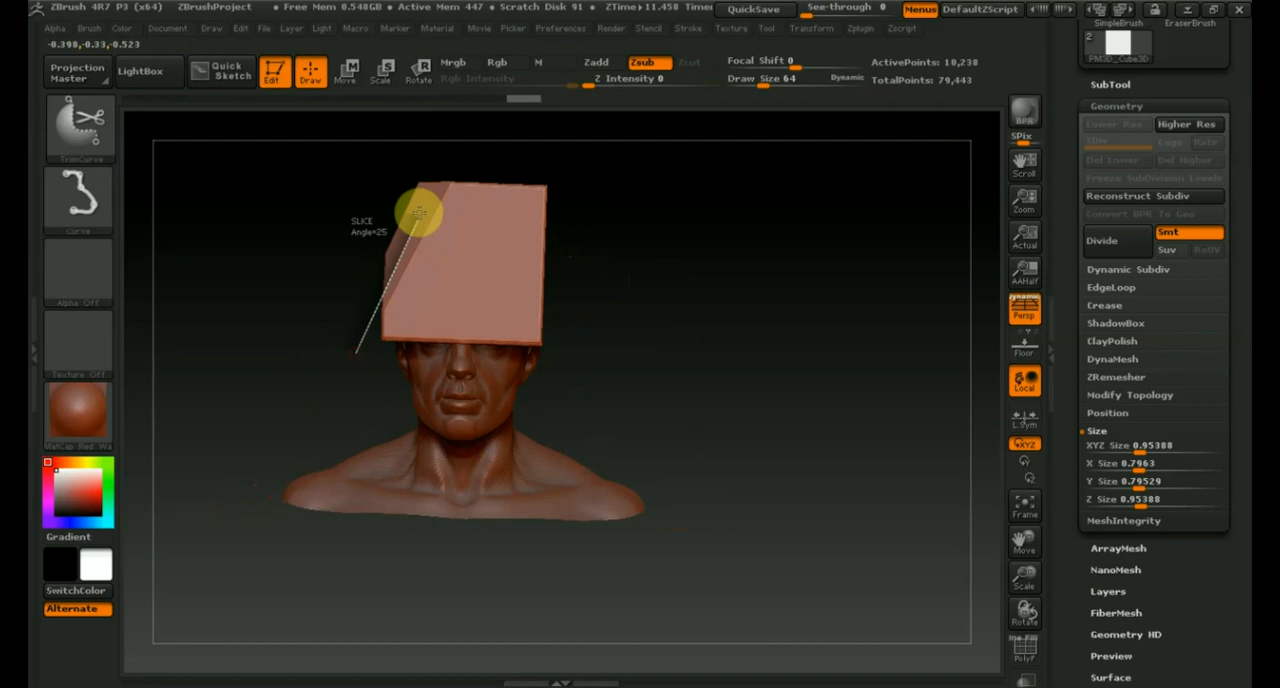 ZBrush 4R7 P3 (x64) ZBrushProject • Free Mem 0.548GB • Active Mem 447 • Scratch Disk 91 • ZTime▸11.458 Timer
QuickSave See-through 0 Menus DefaultZScript
Alpha Brush Color Document Draw Edit File Layer Light Macro Marker Material Movie Picker Preferences Render Stencil Stroke Texture Tool Transform Zplugin Zscript
-0.398,-0.33,-0.523
Projection Master
LightBox
Quick Sketch
Edit
Draw
Move
Scale
Rotate
Mrgb Rgb M
Rgb Intensity
Zadd Zsub Zcut
Z Intensity 0
Focal Shift 0
Draw Size 64 Dynamic
ActivePoints: 10,238
TotalPoints: 79,443
TrimCurve
Curve
Alpha Off
Texture Off
MatCap Red Wa
Gradient
SwitchColor
Alternate
SLICE
Angle=25
BPR
SPix
Scroll
Zoom
Actual
AAHalf
Dynamic
Persp
Floor
Local
L.Sym
XYZ
Frame
Move
Scale
Rotate
PolyF
SimpleBrush EraserBrush
2
PM3D_Cube3D
SubTool
Geometry
Lower Res Higher Res
SDiv Cage Rstr
Del Lower Del Higher
Freeze SubDivision Levels
Reconstruct Subdiv
Convert BPR To Geo
Divide Smt
Suv RelUV
Dynamic Subdiv
EdgeLoop
Crease
ShadowBox
ClayPolish
DynaMesh
ZRemesher
Modify Topology
Position
Size
XYZ Size 0.95388
X Size 0.7963
Y Size 0.79529
Z Size 0.95388
MeshIntegrity
ArrayMesh
NanoMesh
Layers
FiberMesh
Geometry HD
Preview
Surface